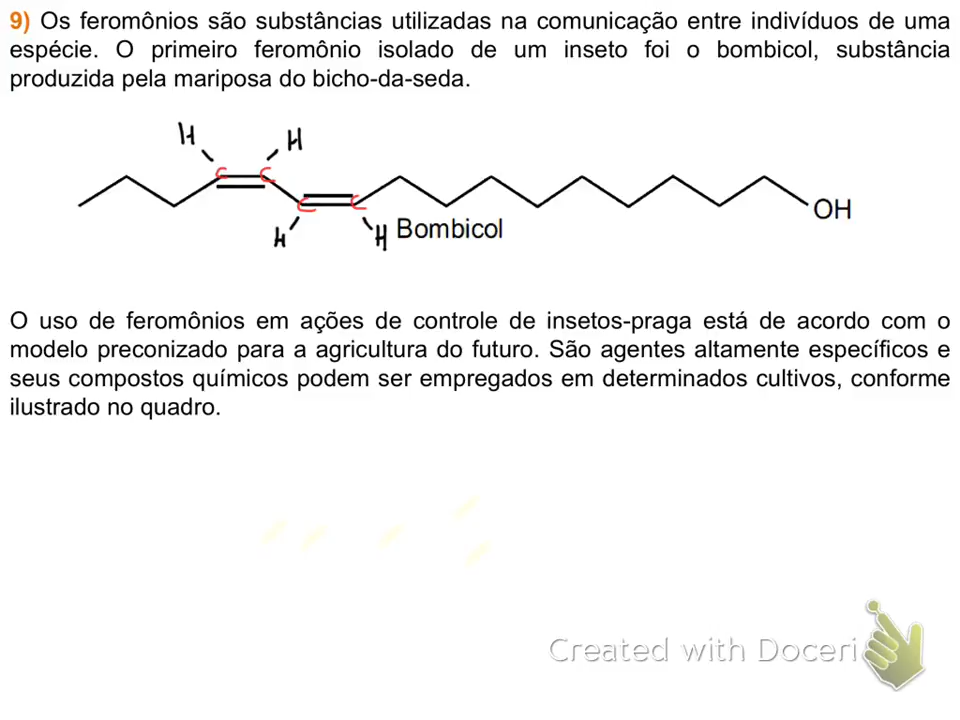 9) Os feromônios são substâncias utilizadas na comunicação entre indivíduos de uma
espécie. O primeiro feromônio isolado de um inseto foi o bombicol, substância
produzida pela mariposa do bicho-da-seda.
H H
C C
C C
OH
H H Bombicol
O uso de feromônios em ações de controle de insetos-praga está de acordo com o
modelo preconizado para a agricultura do futuro. São agentes altamente específicos e
seus compostos químicos podem ser empregados em determinados cultivos, conforme
ilustrado no quadro.
Created with Doceri